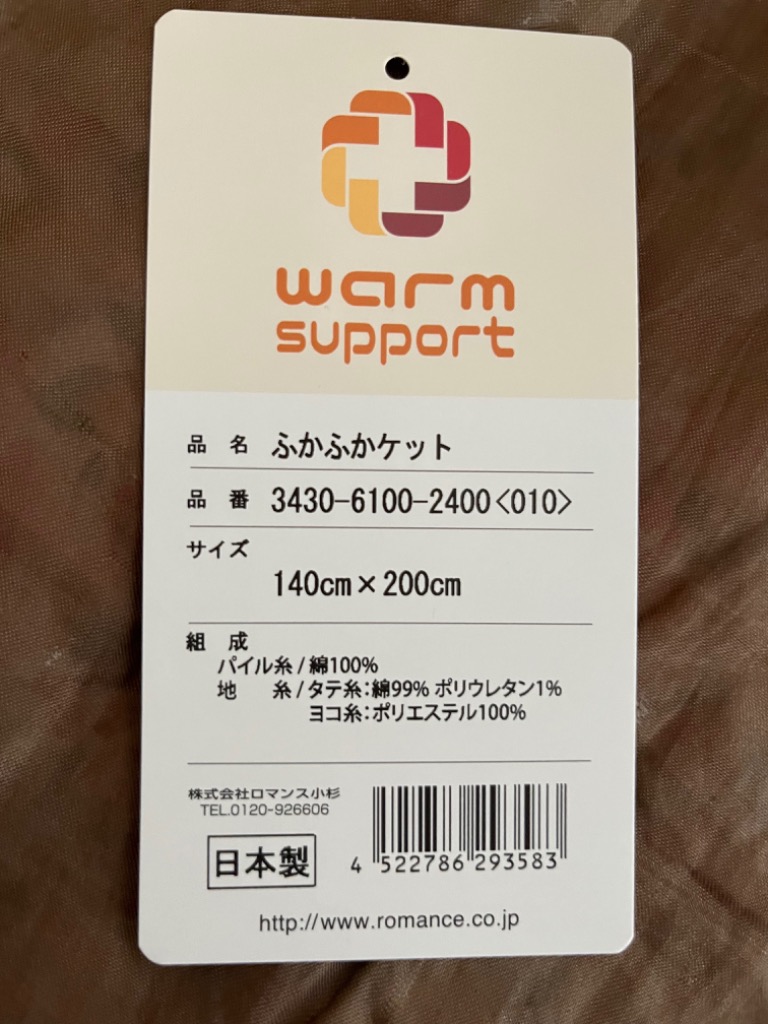 warm
support
品 名 ふかふかケット
品 番 3430-6100-2400<010>
サイズ
140cm×200cm
組 成
パイル糸/綿100%
地 糸/タテ糸:綿99% ポリウレタン1%
ヨコ糸:ポリエステル100%
株式会社ロマンス小杉
TEL.0120-926606
日本製
4 522786 293583
http://www.romance.co.jp